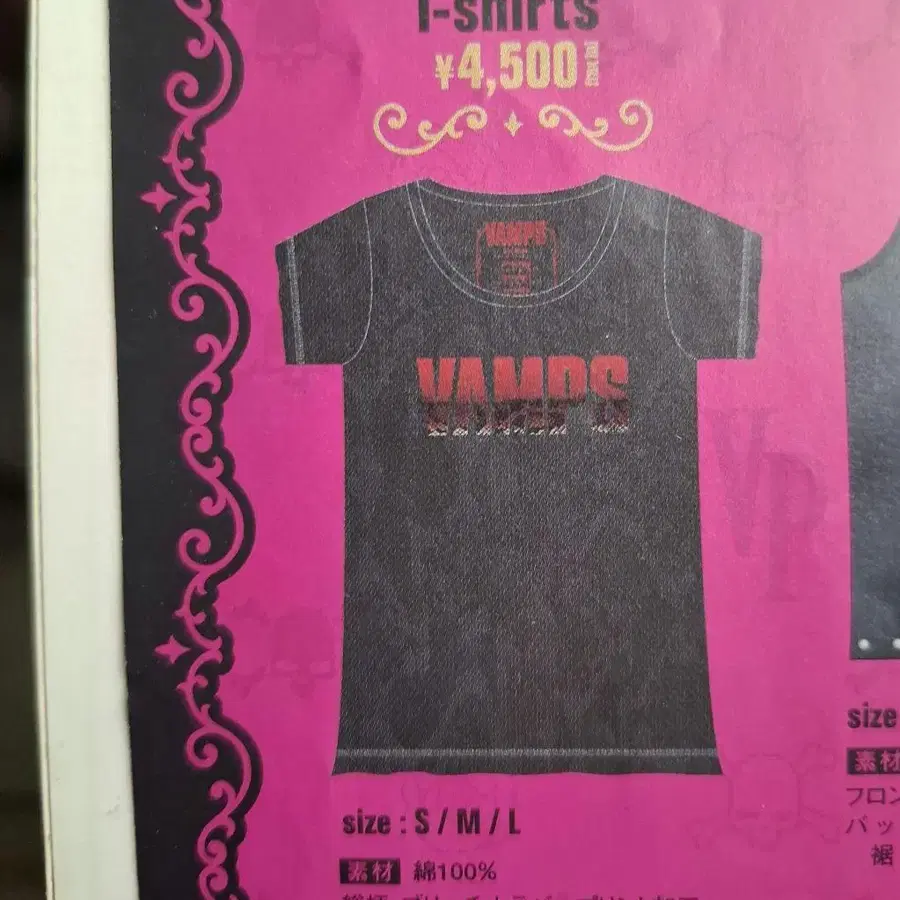 T-shirts
¥4,500
VAMPS
VAMPS
VP
size : S / M / L
素材 綿100%
size
素材
フロン
バッ
裾